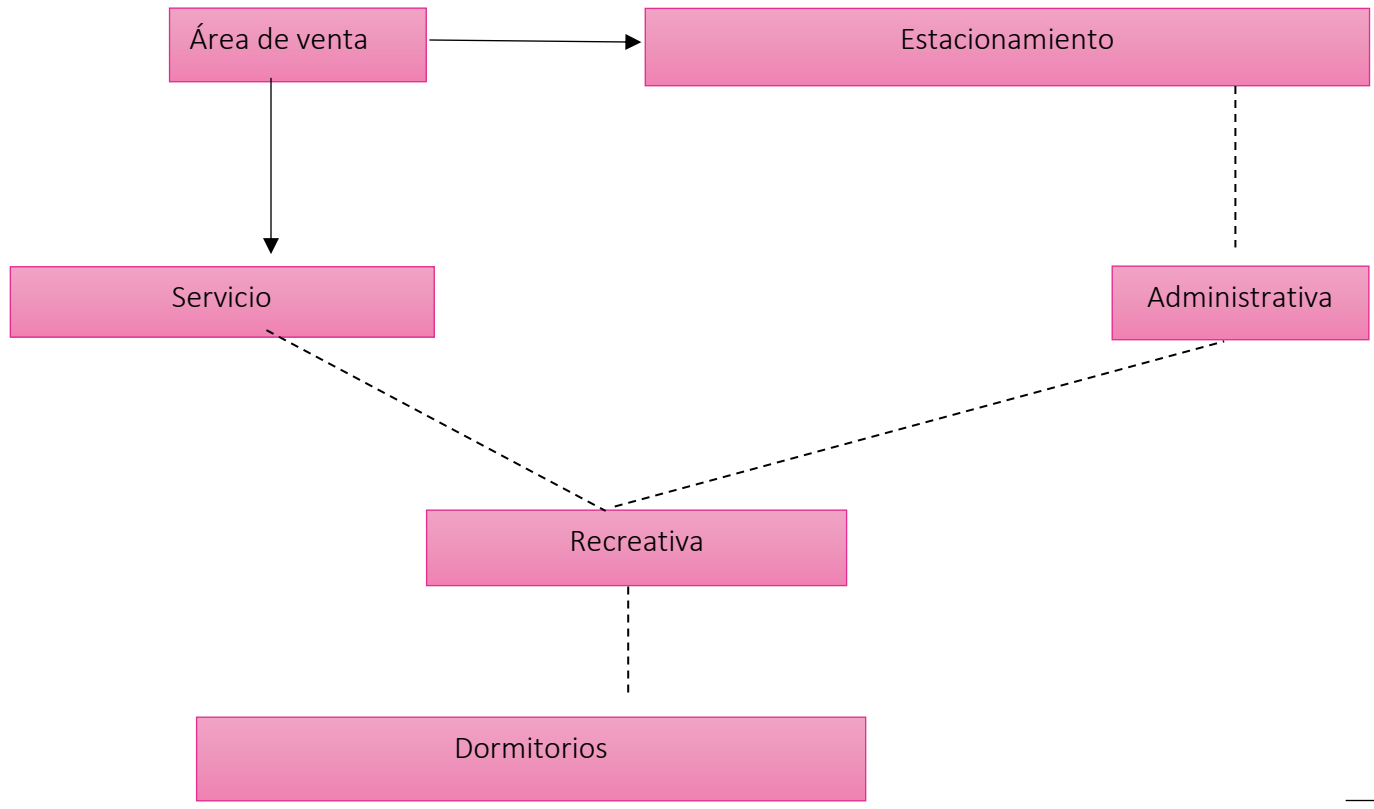 Área de venta
Estacionamiento
Servicio
Administrativa
Recreativa
Dormitorios